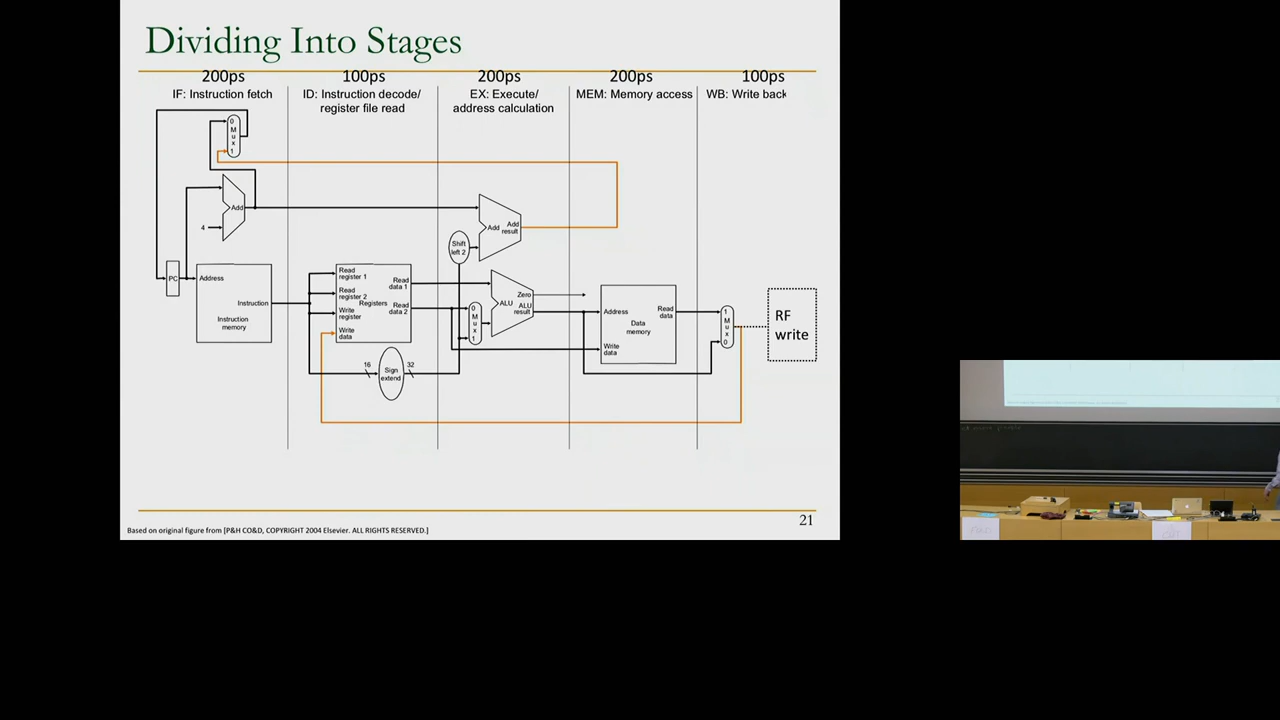 Dividing Into Stages
200ps 100ps 200ps 200ps 100ps
IF: Instruction fetch ID: Instruction decode/ EX: Execute/ MEM: Memory access WB: Write back
register file read address calculation
0
M
u
x
1
Add
4
Add Add
result
Shift
left 2
PC
Address
Instruction
Instruction
memory
Read
register 1
Read
data 1
Read
register 2
Registers
Read
data 2
Write
register
Write
data
0
M
u
x
1
Zero
ALU
ALU
result
Address
Read
data
Data
memory
Write
data
1
M
u
x
0
RF
write
16
Sign
extend
32
21
Based on original figure from [P&H CO&D, COPYRIGHT 2004 Elsevier. ALL RIGHTS RESERVED.]